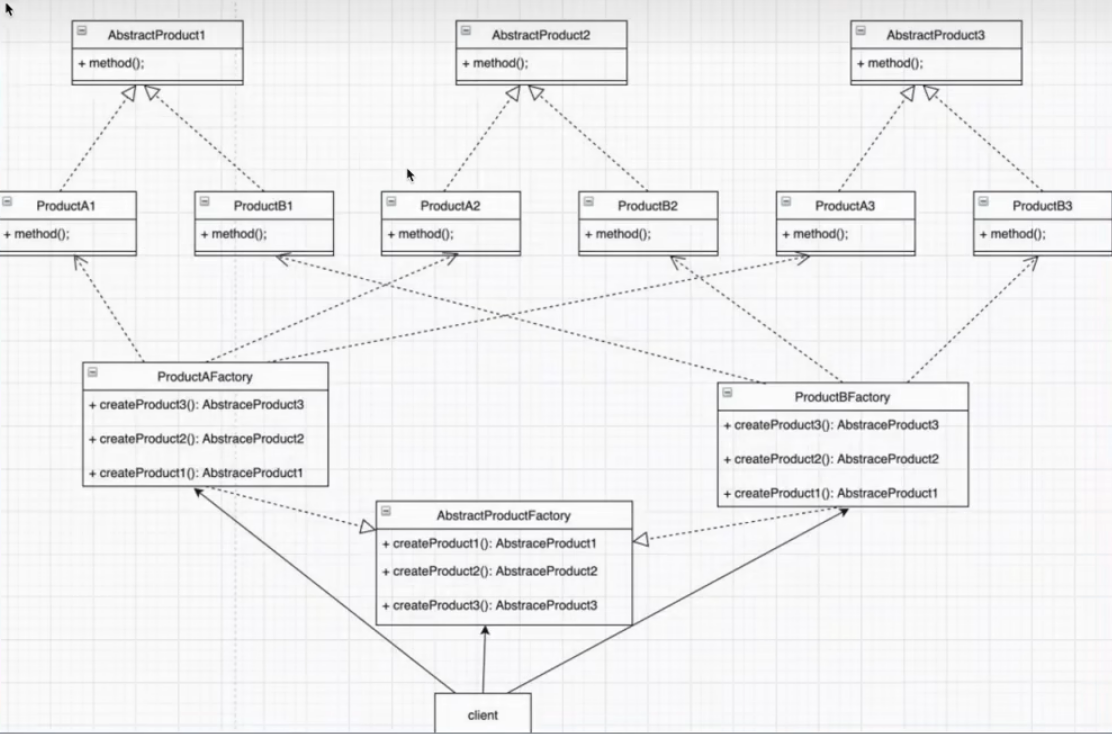 AbstractProduct1
+ method();
AbstractProduct2
+ method();
AbstractProduct3
+ method();
ProductA1
+ method();
ProductB1
+ method();
ProductA2
+ method();
ProductB2
+ method();
ProductA3
+ method();
ProductB3
+ method();
ProductAFactory
+ createProduct3(): AbstraceProduct3
+ createProduct2(): AbstraceProduct2
+ createProduct1(): AbstraceProduct1
ProductBFactory
+ createProduct3(): AbstraceProduct3
+ createProduct2(): AbstraceProduct2
+ createProduct1(): AbstraceProduct1
AbstractProductFactory
+ createProduct1(): AbstraceProduct1
+ createProduct2(): AbstraceProduct2
+ createProduct3(): AbstraceProduct3
client